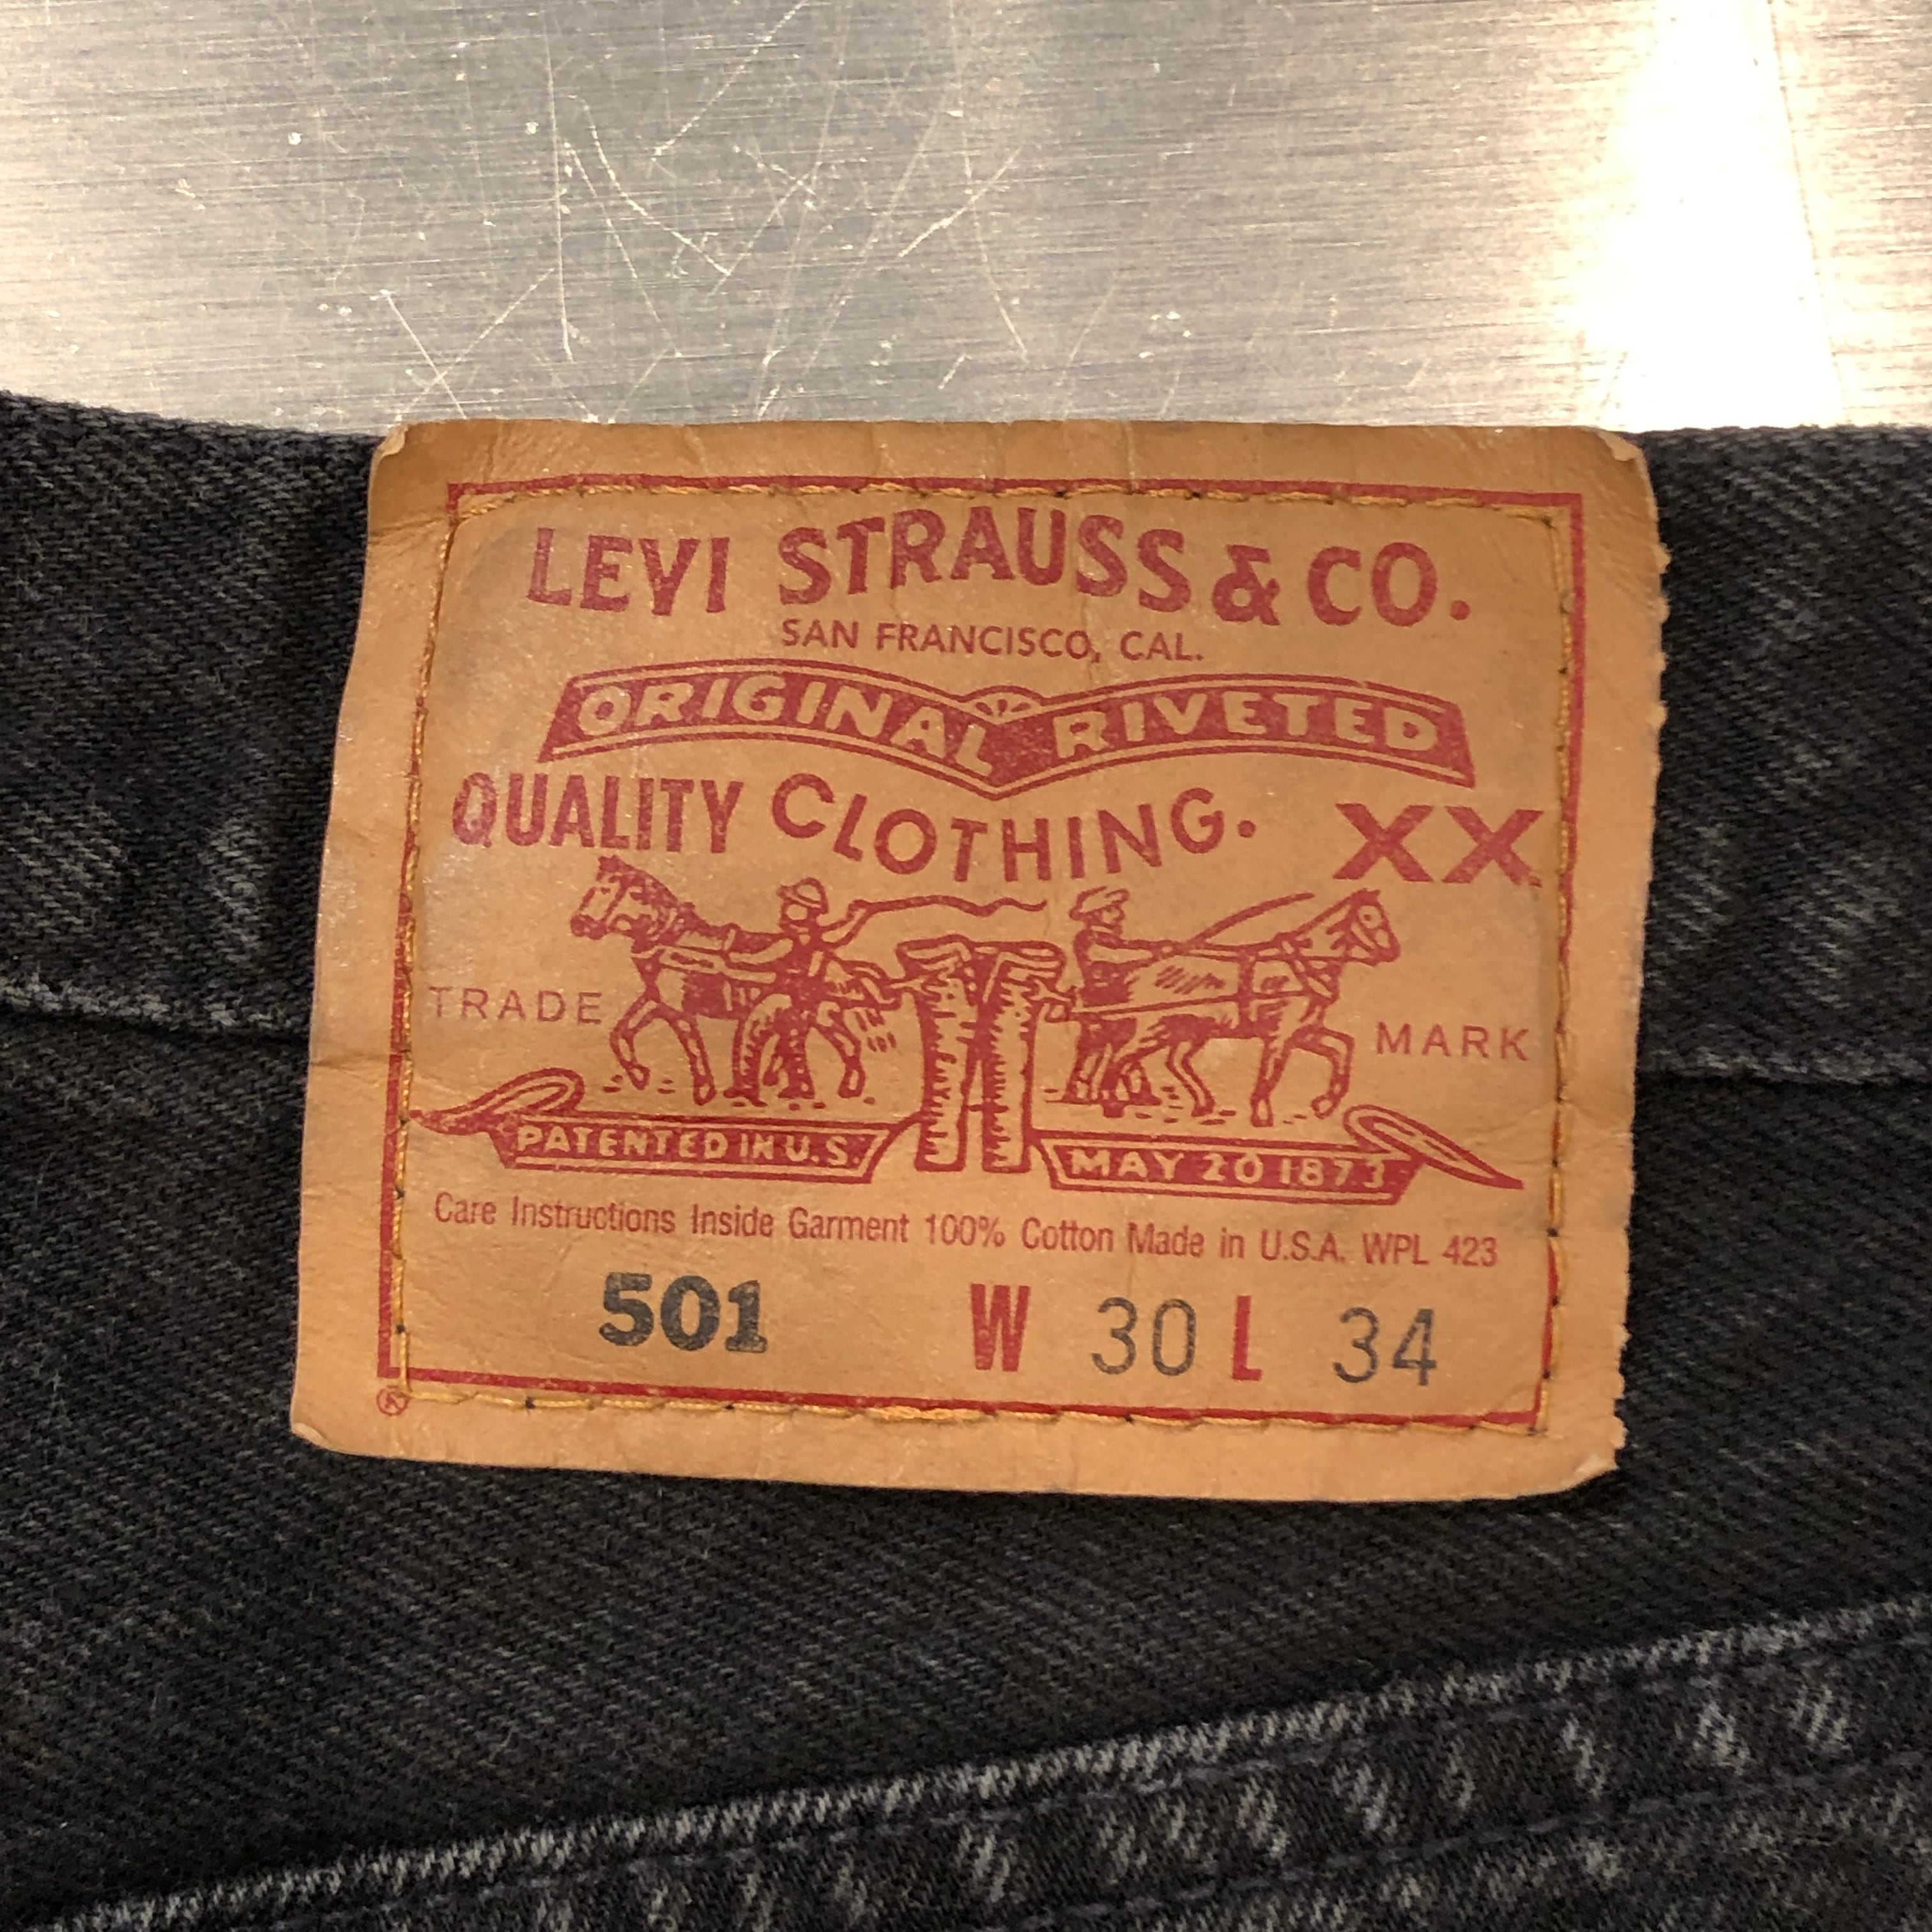 LEVI STRAUSS & CO.
SAN FRANCISCO, CAL.
ORIGINAL RIVETED
QUALITY CLOTHING. XX
TRADE MARK
PATENTED IN U.S. MAY 20 1873
Care Instructions Inside Garment 100% Cotton Made in U.S.A. WPL 423
501 W 30 L 34
®